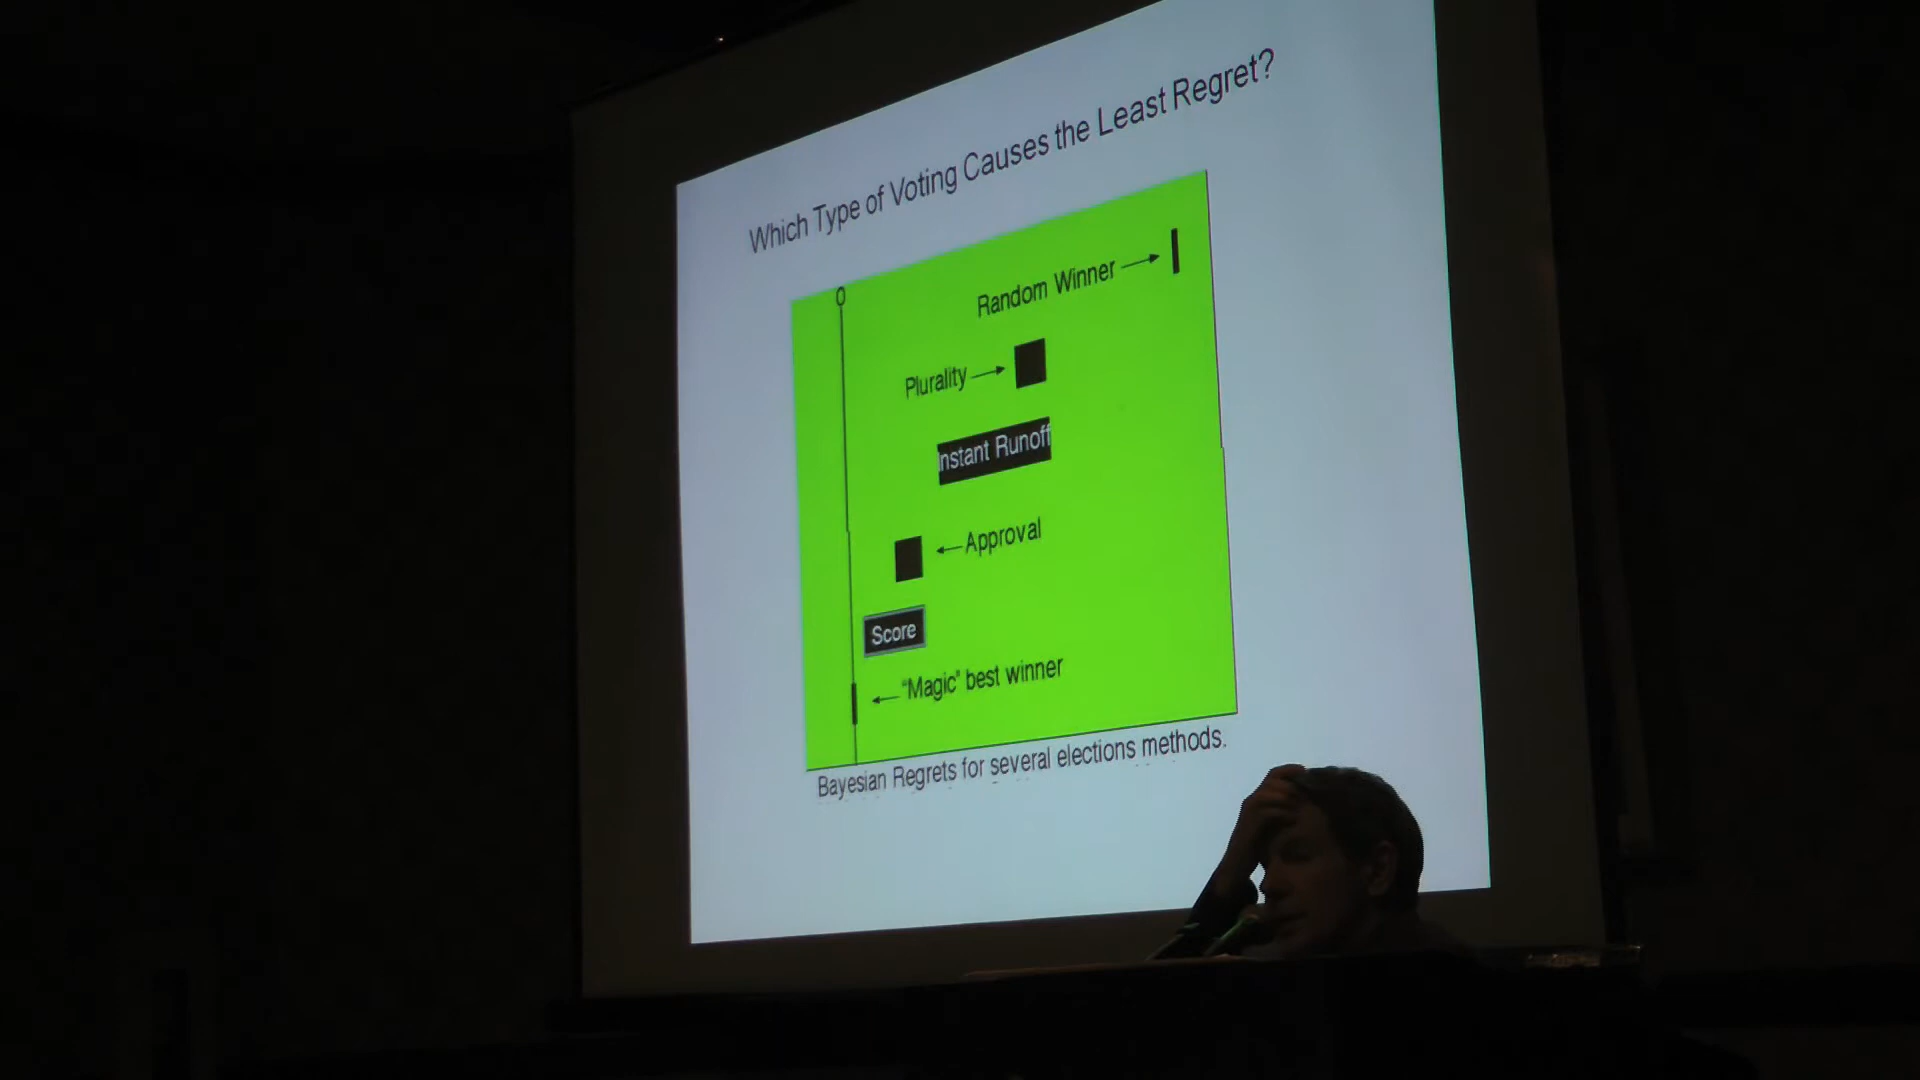 Which Type of Voting Causes the Least Regret?
0
Random Winner
Plurality
Instant Runoff
Approval
Score
"Magic" best winner
Bayesian Regrets for several elections methods.